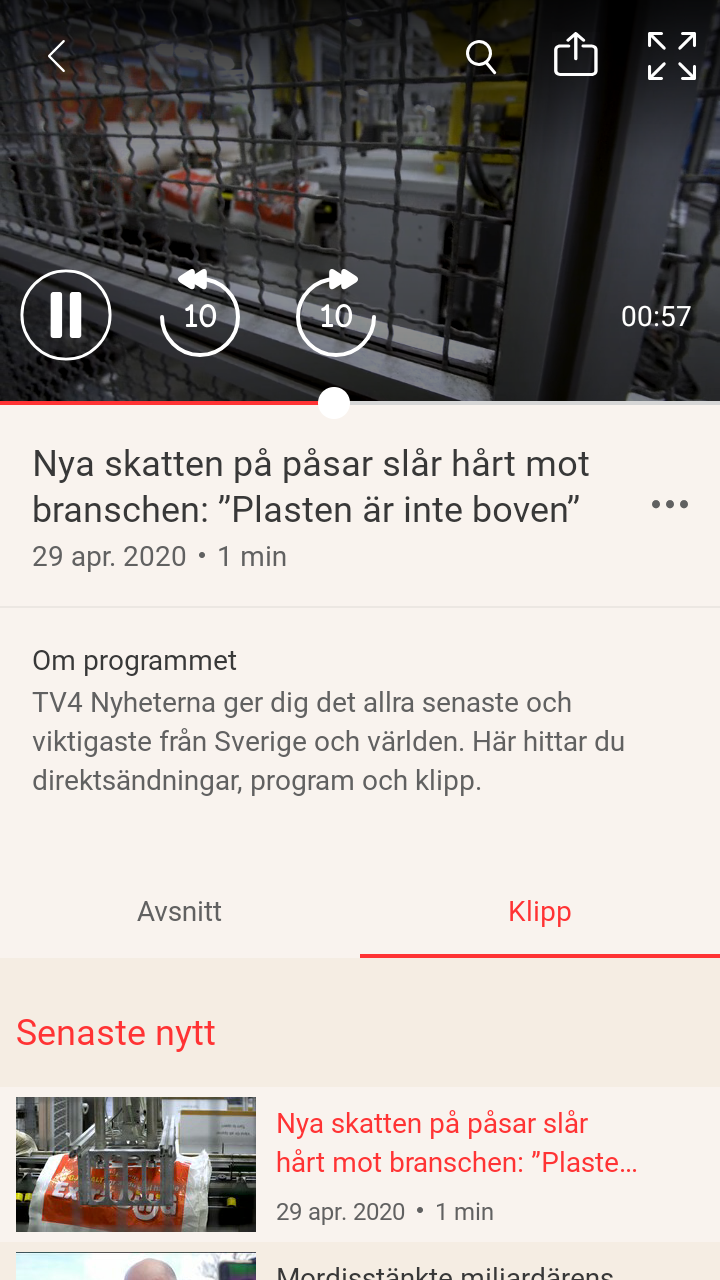 10
10
00:57
Nya skatten på påsar slår hårt mot
branschen: ”Plasten är inte boven”
29 apr. 2020 • 1 min
Om programmet
TV4 Nyheterna ger dig det allra senaste och
viktigaste från Sverige och världen. Här hittar du
direktsändningar, program och klipp.
Avsnitt
Klipp
Senaste nytt
Nya skatten på påsar slår
hårt mot branschen: ”Plaste...
29 apr. 2020 • 1 min
Mordisstänkte miljardärens